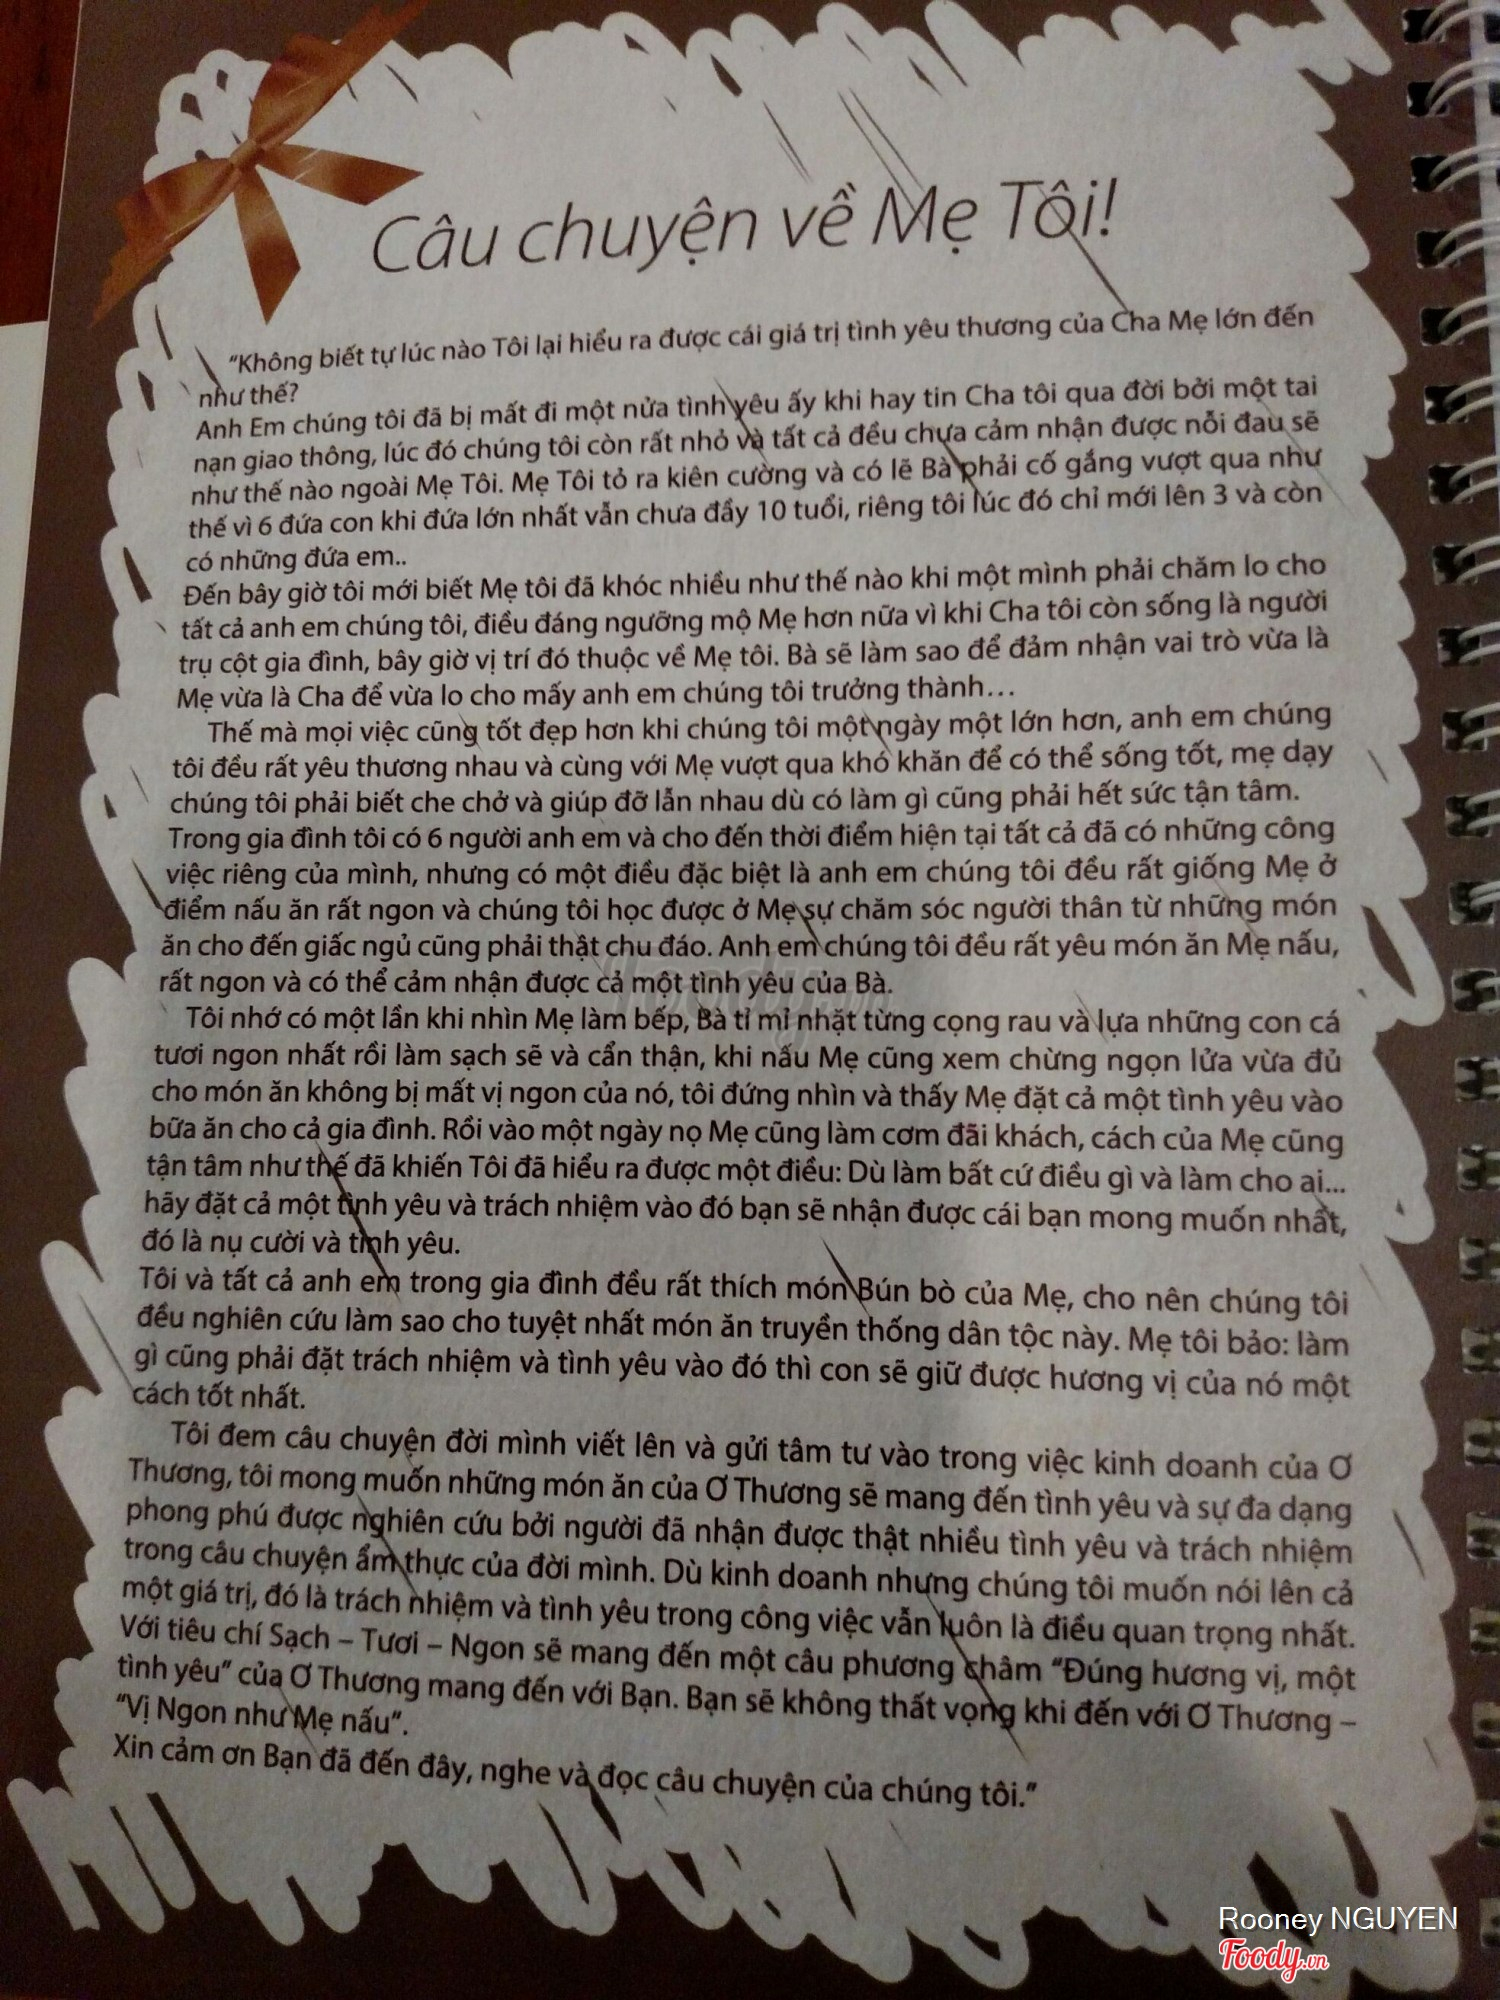 Câu chuyện về Mẹ Tôi!
"Không biết tự lúc nào Tôi lại hiểu ra được cái giá trị tình yêu thương của Cha Mẹ lớn đến
như thế?
Anh Em chúng tôi đã bị mất đi một nửa tình yêu ấy khi hay tin Cha tôi qua đời bởi một tai
nạn giao thông, lúc đó chúng tôi còn rất nhỏ và tất cả đều chưa cảm nhận được nỗi đau sẽ
như thế nào ngoài Mẹ Tôi. Mẹ Tôi tỏ ra kiên cường và có lẽ Bà phải cố gắng vượt qua như
thế vì 6 đứa con khi đứa lớn nhất vẫn chưa đầy 10 tuổi, riêng tôi lúc đó chỉ mới lên 3 và còn
có những đứa em..
Đến bây giờ tôi mới biết Mẹ tôi đã khóc nhiều như thế nào khi một mình phải chăm lo cho
tất cả anh em chúng tôi, điều đáng ngưỡng mộ Mẹ hơn nữa vì khi Cha tôi còn sống là người
trụ cột gia đình, bây giờ vị trí đó thuộc về Mẹ tôi. Bà sẽ làm sao để đảm nhận vai trò vừa là
Mẹ vừa là Cha để vừa lo cho mấy anh em chúng tôi trưởng thành...
Thế mà mọi việc cũng tốt đẹp hơn khi chúng tôi một ngày một lớn hơn, anh em chúng
tôi đều rất yêu thương nhau và cùng với Mẹ vượt qua khó khăn để có thể sống tốt, mẹ dạy
chúng tôi phải biết che chở và giúp đỡ lẫn nhau dù có làm gì cũng phải hết sức tận tâm.
Trong gia đình tôi có 6 người anh em và cho đến thời điểm hiện tại tất cả đã có những công
việc riêng của mình, nhưng có một điều đặc biệt là anh em chúng tôi đều rất giống Mẹ ở
điểm nấu ăn rất ngon và chúng tôi học được ở Mẹ sự chăm sóc người thân từ những món
ăn cho đến giấc ngủ cũng phải thật chu đáo. Anh em chúng tôi đều rất yêu món ăn Mẹ nấu,
rất ngon và có thể cảm nhận được cả một tình yêu của Bà.
Tôi nhớ có một lần khi nhìn Mẹ làm bếp, Bà tỉ mỉ nhặt từng cọng rau và lựa những con cá
tươi ngon nhất rồi làm sạch sẽ và cẩn thận, khi nấu Mẹ cũng xem chừng ngọn lửa vừa đủ
cho món ăn không bị mất vị ngon của nó, tôi đứng nhìn và thấy Mẹ đặt cả một tình yêu vào
bữa ăn cho cả gia đình. Rồi vào một ngày nọ Mẹ cũng làm cơm đãi khách, cách của Mẹ cũng
tận tâm như thế đã khiến Tôi đã hiểu ra được một điều: Dù làm bất cứ điều gì và làm cho ai...
hãy đặt cả một tình yêu và trách nhiệm vào đó bạn sẽ nhận được cái bạn mong muốn nhất,
đó là nụ cười và tình yêu.
Tôi và tất cả anh em trong gia đình đều rất thích món Bún bò của Mẹ, cho nên chúng tôi
đều nghiên cứu làm sao cho tuyệt nhất món ăn truyền thống dân tộc này. Mẹ tôi bảo: làm
gì cũng phải đặt trách nhiệm và tình yêu vào đó thì con sẽ giữ được hương vị của nó một
cách tốt nhất.
Tôi đem câu chuyện đời mình viết lên và gửi tâm tư vào trong việc kinh doanh của Ơ
Thương, tôi mong muốn những món ăn của Ơ Thương sẽ mang đến tình yêu và sự đa dạng
phong phú được nghiên cứu bởi người đã nhận được thật nhiều tình yêu và trách nhiệm
trong câu chuyện ẩm thực của đời mình. Dù kinh doanh nhưng chúng tôi muốn nói lên cả
một giá trị, đó là trách nhiệm và tình yêu trong công việc vẫn luôn là điều quan trọng nhất.
Với tiêu chí Sạch – Tươi – Ngon sẽ mang đến một câu phương châm "Đúng hương vị, một
tình yêu" của Ơ Thương mang đến với Bạn. Bạn sẽ không thất vọng khi đến với Ơ Thương –
"Vị Ngon như Mẹ nấu".
Xin cảm ơn Bạn đã đến đây, nghe và đọc câu chuyện của chúng tôi."
Rooney NGUYEN
Foody.vn